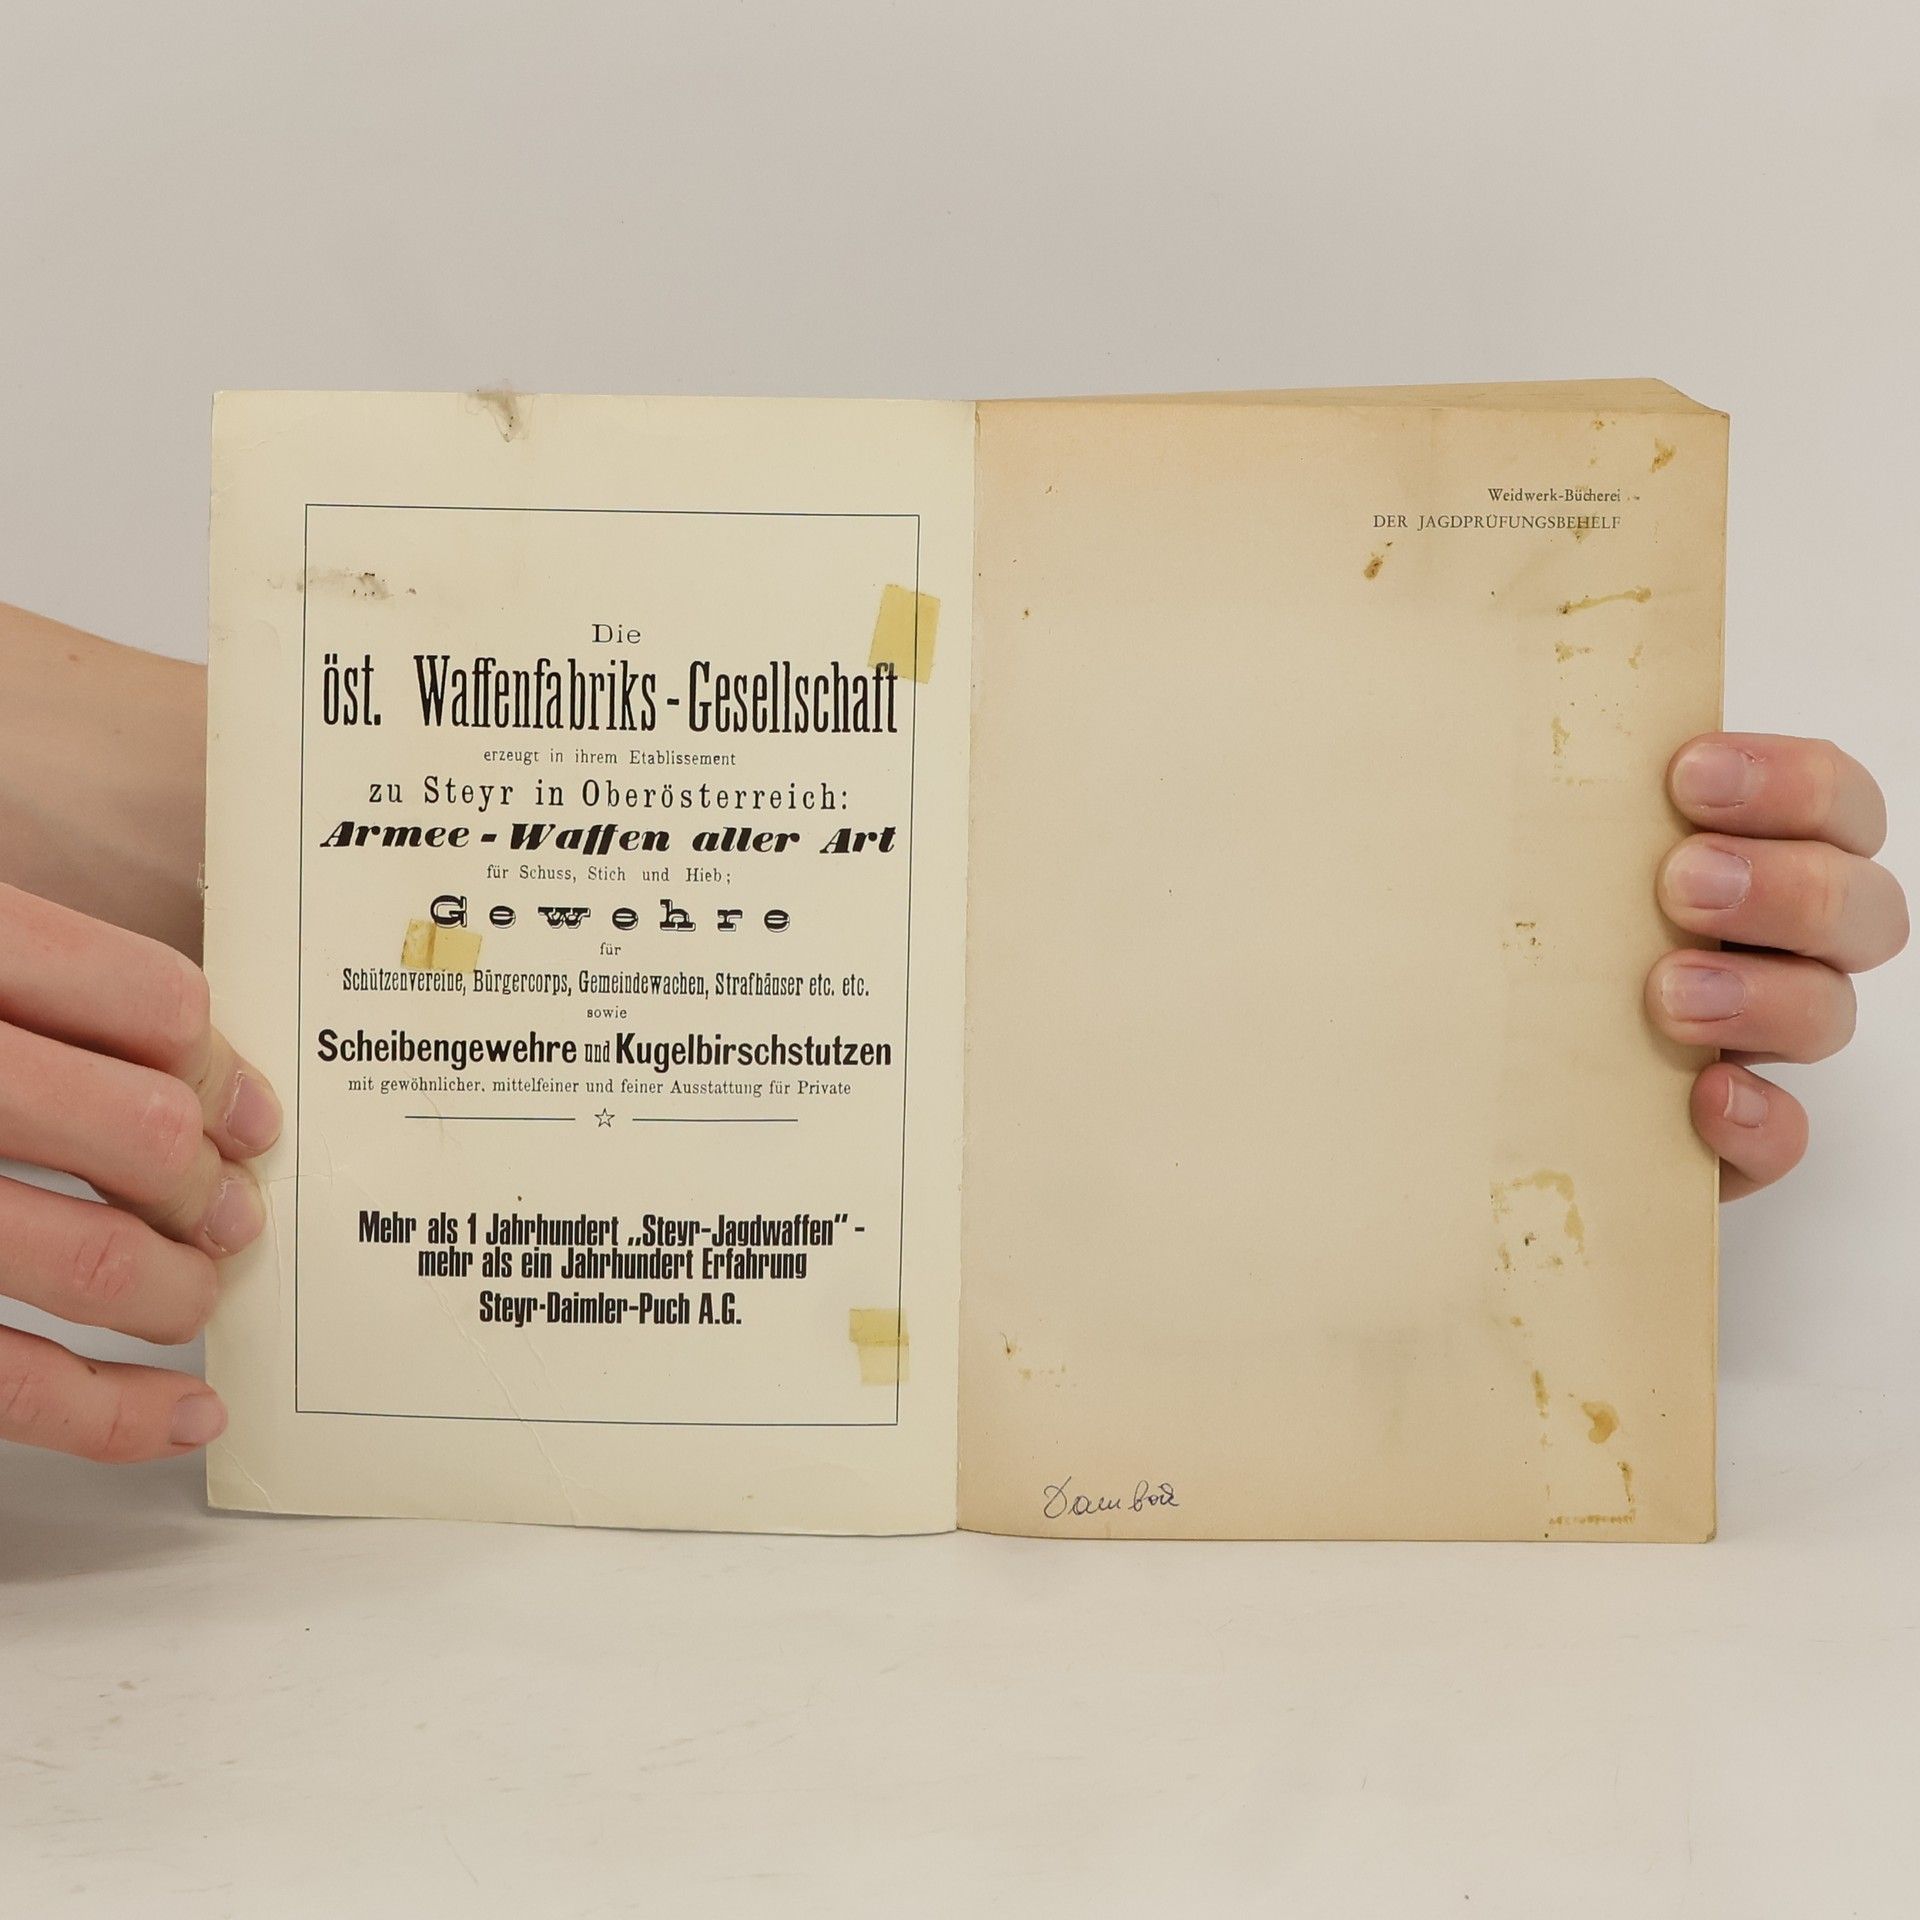 Die
öst. Waffenfabriks-Gesellschaft
erzeugt in ihrem Etablissement
zu Steyr in Oberösterreich:
Armee-Waffen aller Art
für Schuss, Stich und Hieb;
Gewehre
für
Schützenvereine, Bürgercorps, Gemeindewachen, Strafhäuser etc. etc.
sowie
Scheibengewehre und Kugelbirschstutzen
mit gewöhnlicher, mittelfeiner und feiner Ausstattung für Private
Mehr als 1 Jahrhundert „Steyr-Jagdwaffen" -
mehr als ein Jahrhundert Erfahrung
Steyr-Daimler-Puch A.G.
Weidwerk-Bücherei
DER JAGDPRÜFUNGSBEHELF